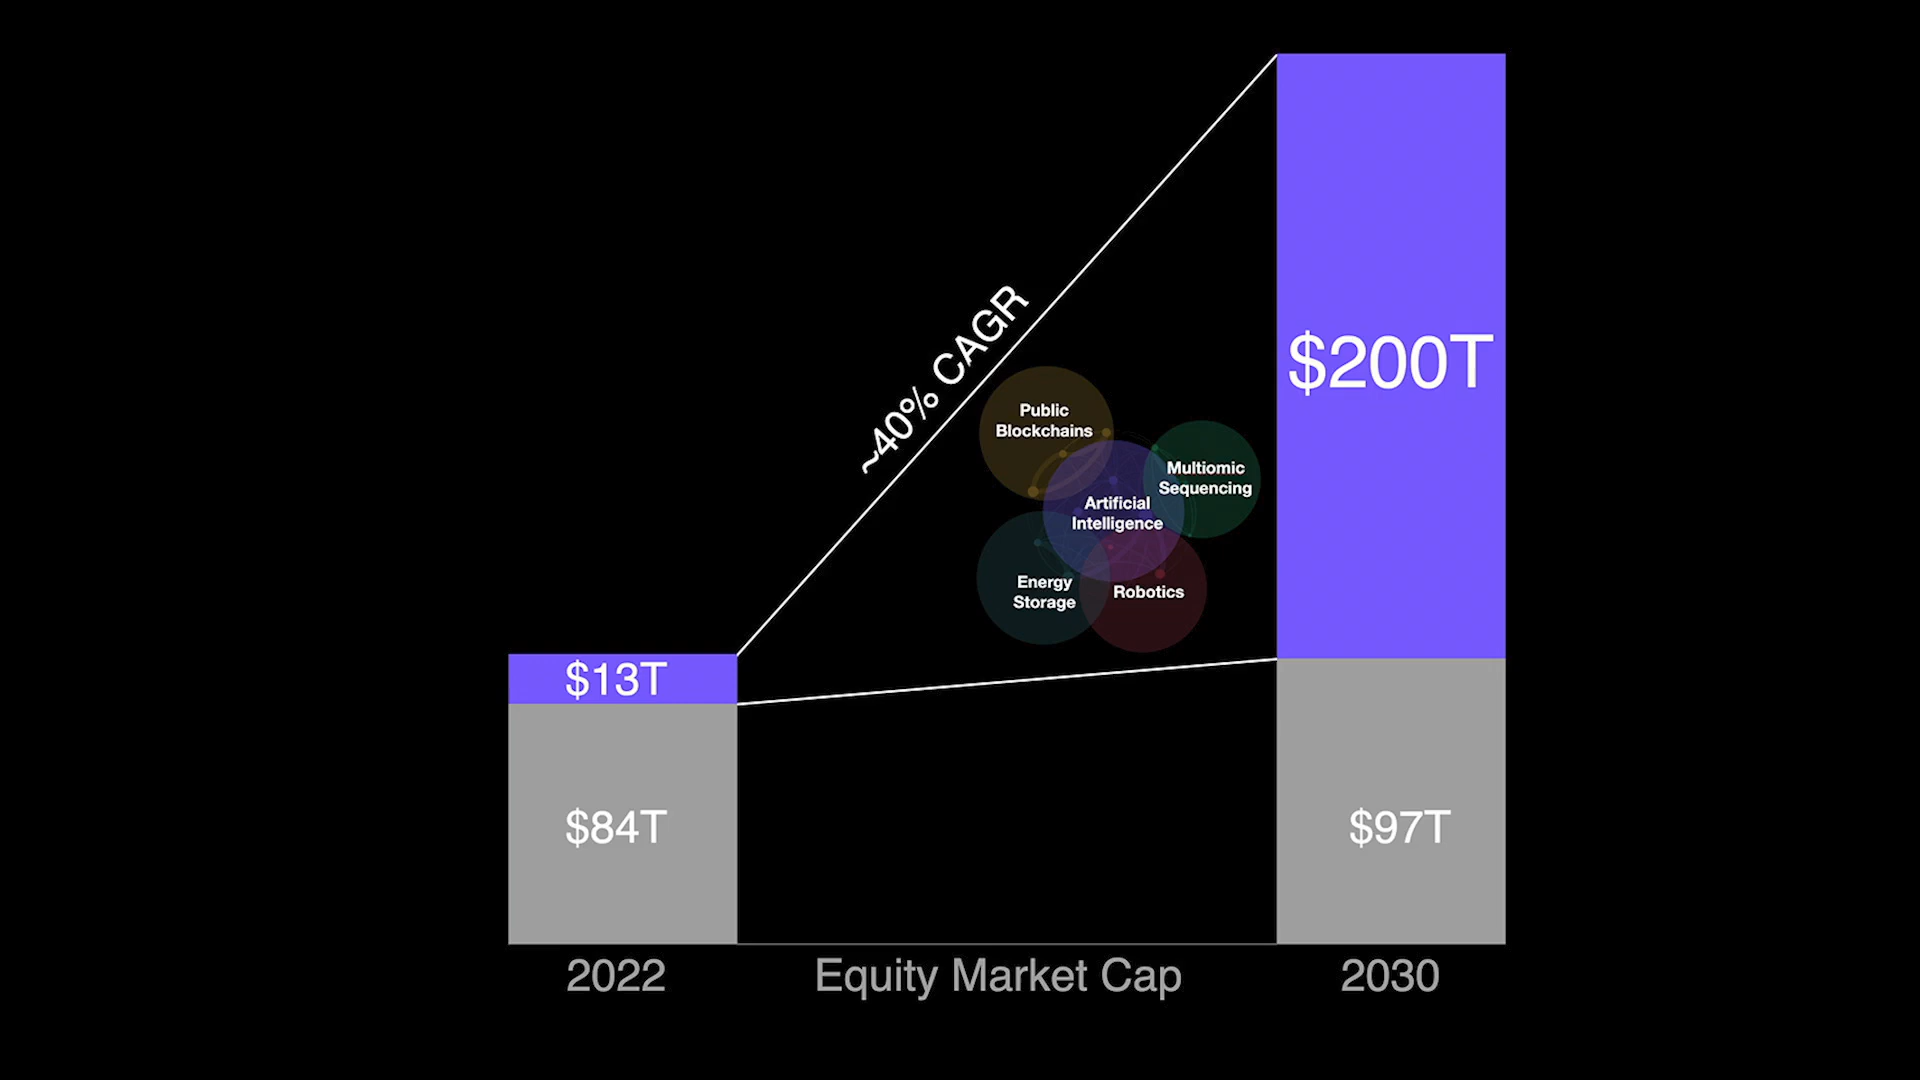 $200T
~40% CAGR
Public
Blockchains
Multiomic
Sequencing
Artificial
Intelligence
Energy
Storage
Robotics
$13T
$84T
$97T
2022
Equity Market Cap
2030